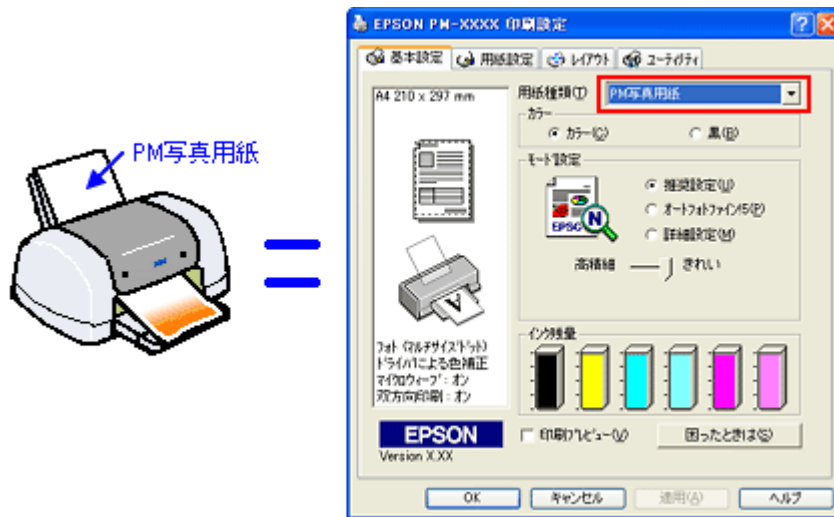 PM写真用紙
EPSON PM-XXXX 印刷設定
基本設定 用紙設定 レイアウト ユーティリティ
A4 210 x 297 mm
用紙種類(T) PM写真用紙
カラー
カラー(C) 黒(B)
モード設定
推奨設定(U)
オートフォトファイン!5(P)
詳細設定(M)
EPSO N
高精細 きれい
フォト (マルチサイズドット)
ドライバによる色補正
マイクロウィーブ : オン
双方向印刷 : オン
インク残量
EPSON
Version X.XX
印刷プレビュー(V) 困ったときは(S)
OK キャンセル 適用(A) ヘルプ